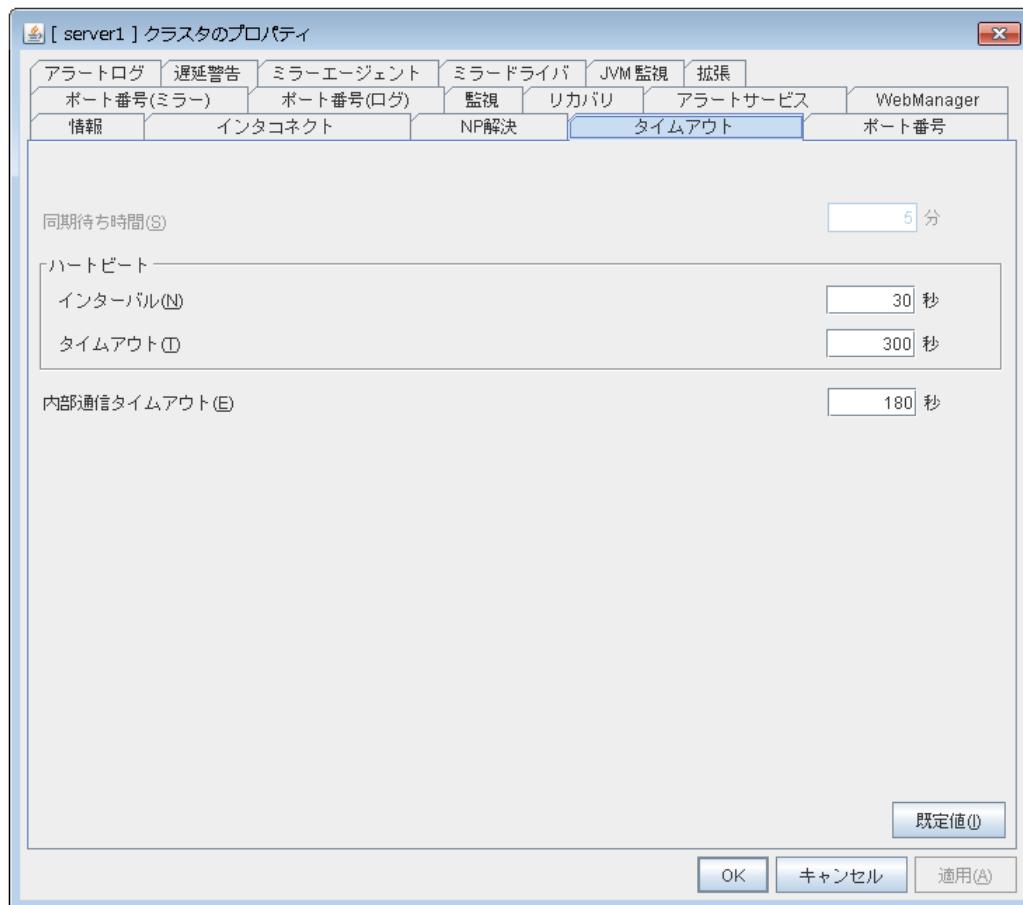 [ server1 ] クラスタのプロパティ
アラートログ 遅延警告 ミラーエージェント ミラードライバ JVM監視 拡張
ポート番号(ミラー) ポート番号(ログ) 監視 リカバリ アラートサービス WebManager
情報 インタコネクト NP解決 タイムアウト ポート番号
同期待ち時間(S) 5 分
ハートビート
インターバル(N) 30 秒
タイムアウト(T) 300 秒
内部通信タイムアウト(E) 180 秒
既定値(I)
OK キャンセル 適用(A)